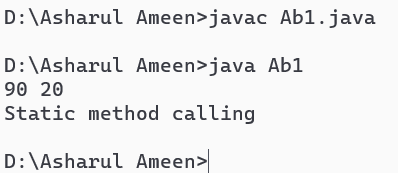 D:\Asharul Ameen>javac Ab1.java
D:\Asharul Ameen>java Ab1
90 20
Static method calling
D:\Asharul Ameen>